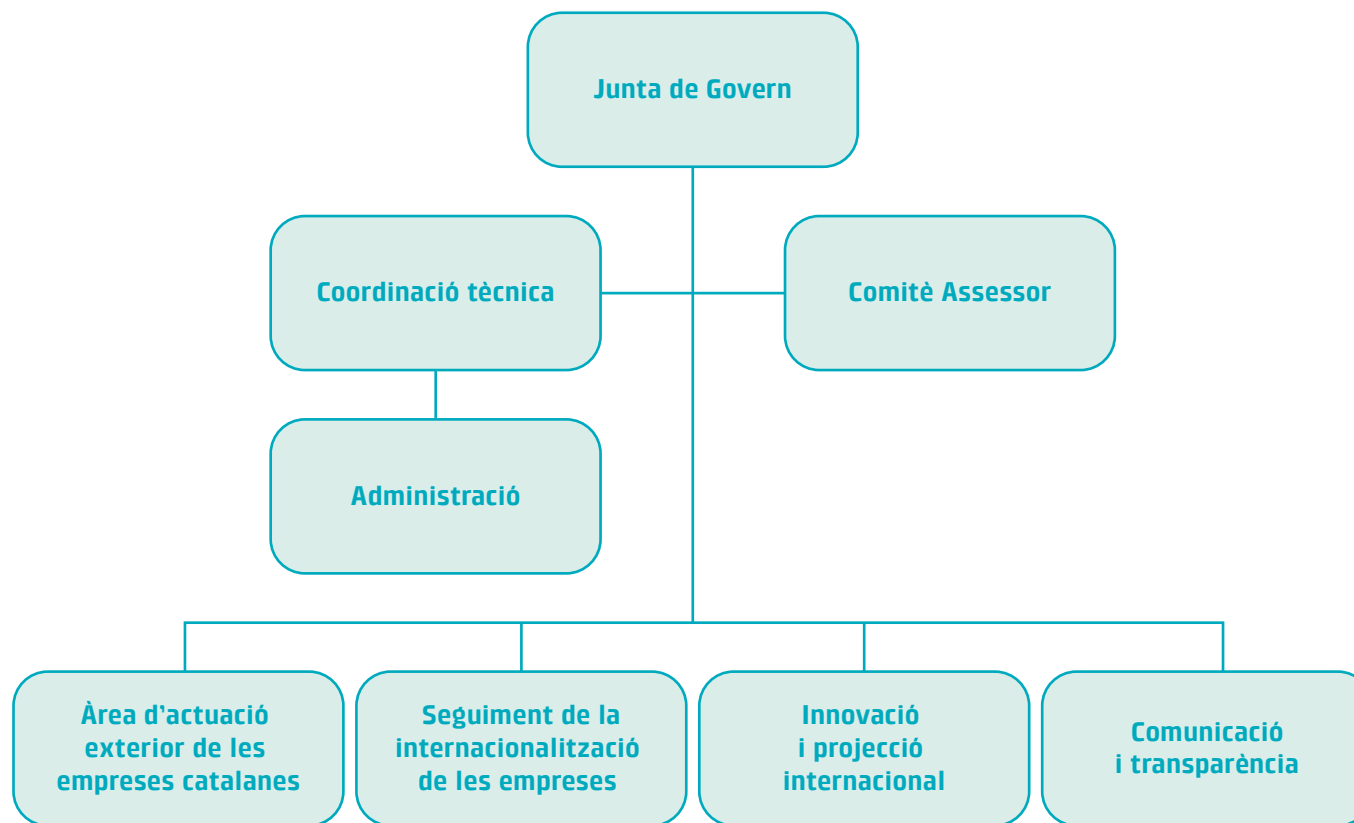 Junta de Govern
Coordinació tècnica
Comitè Assessor
Administració
Àrea d'actuació
exterior de les
empreses catalanes
Seguiment de la
internacionalització
de les empreses
Innovació
i projecció
internacional
Comunicació
i transparència